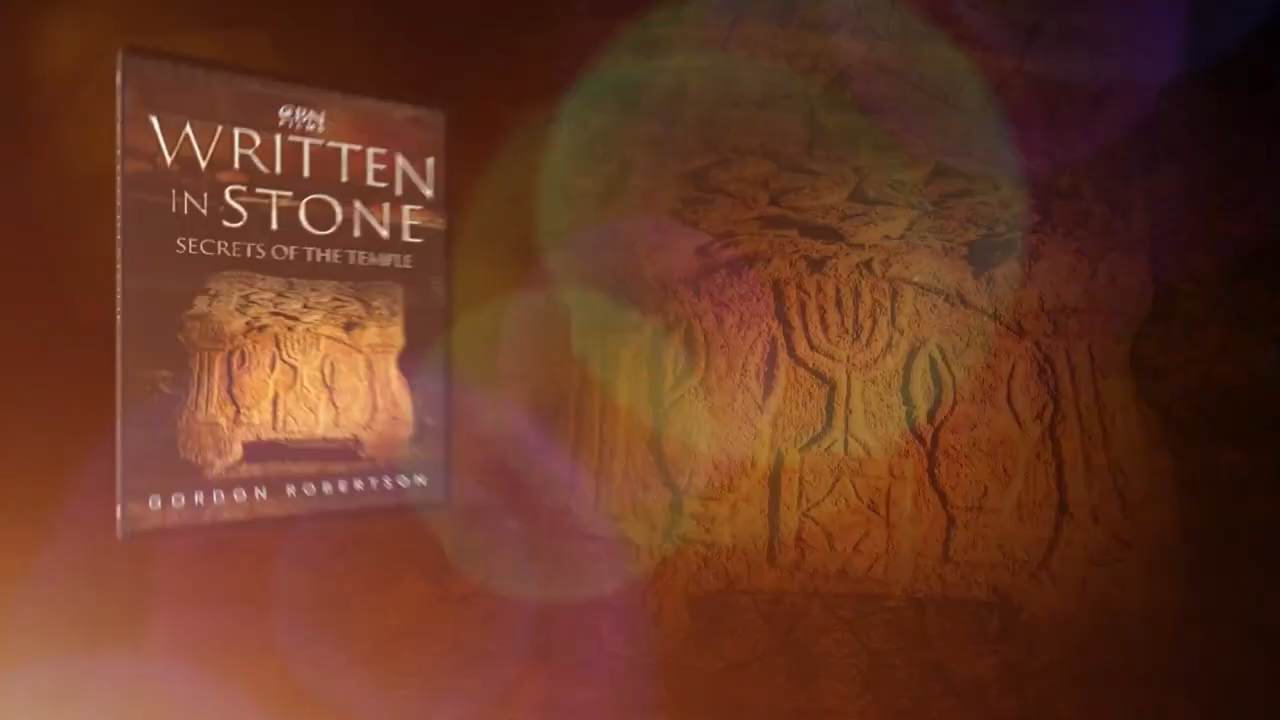 WRITTEN
IN STONE
SECRETS OF THE TEMPLE
GORDON ROBERTSON